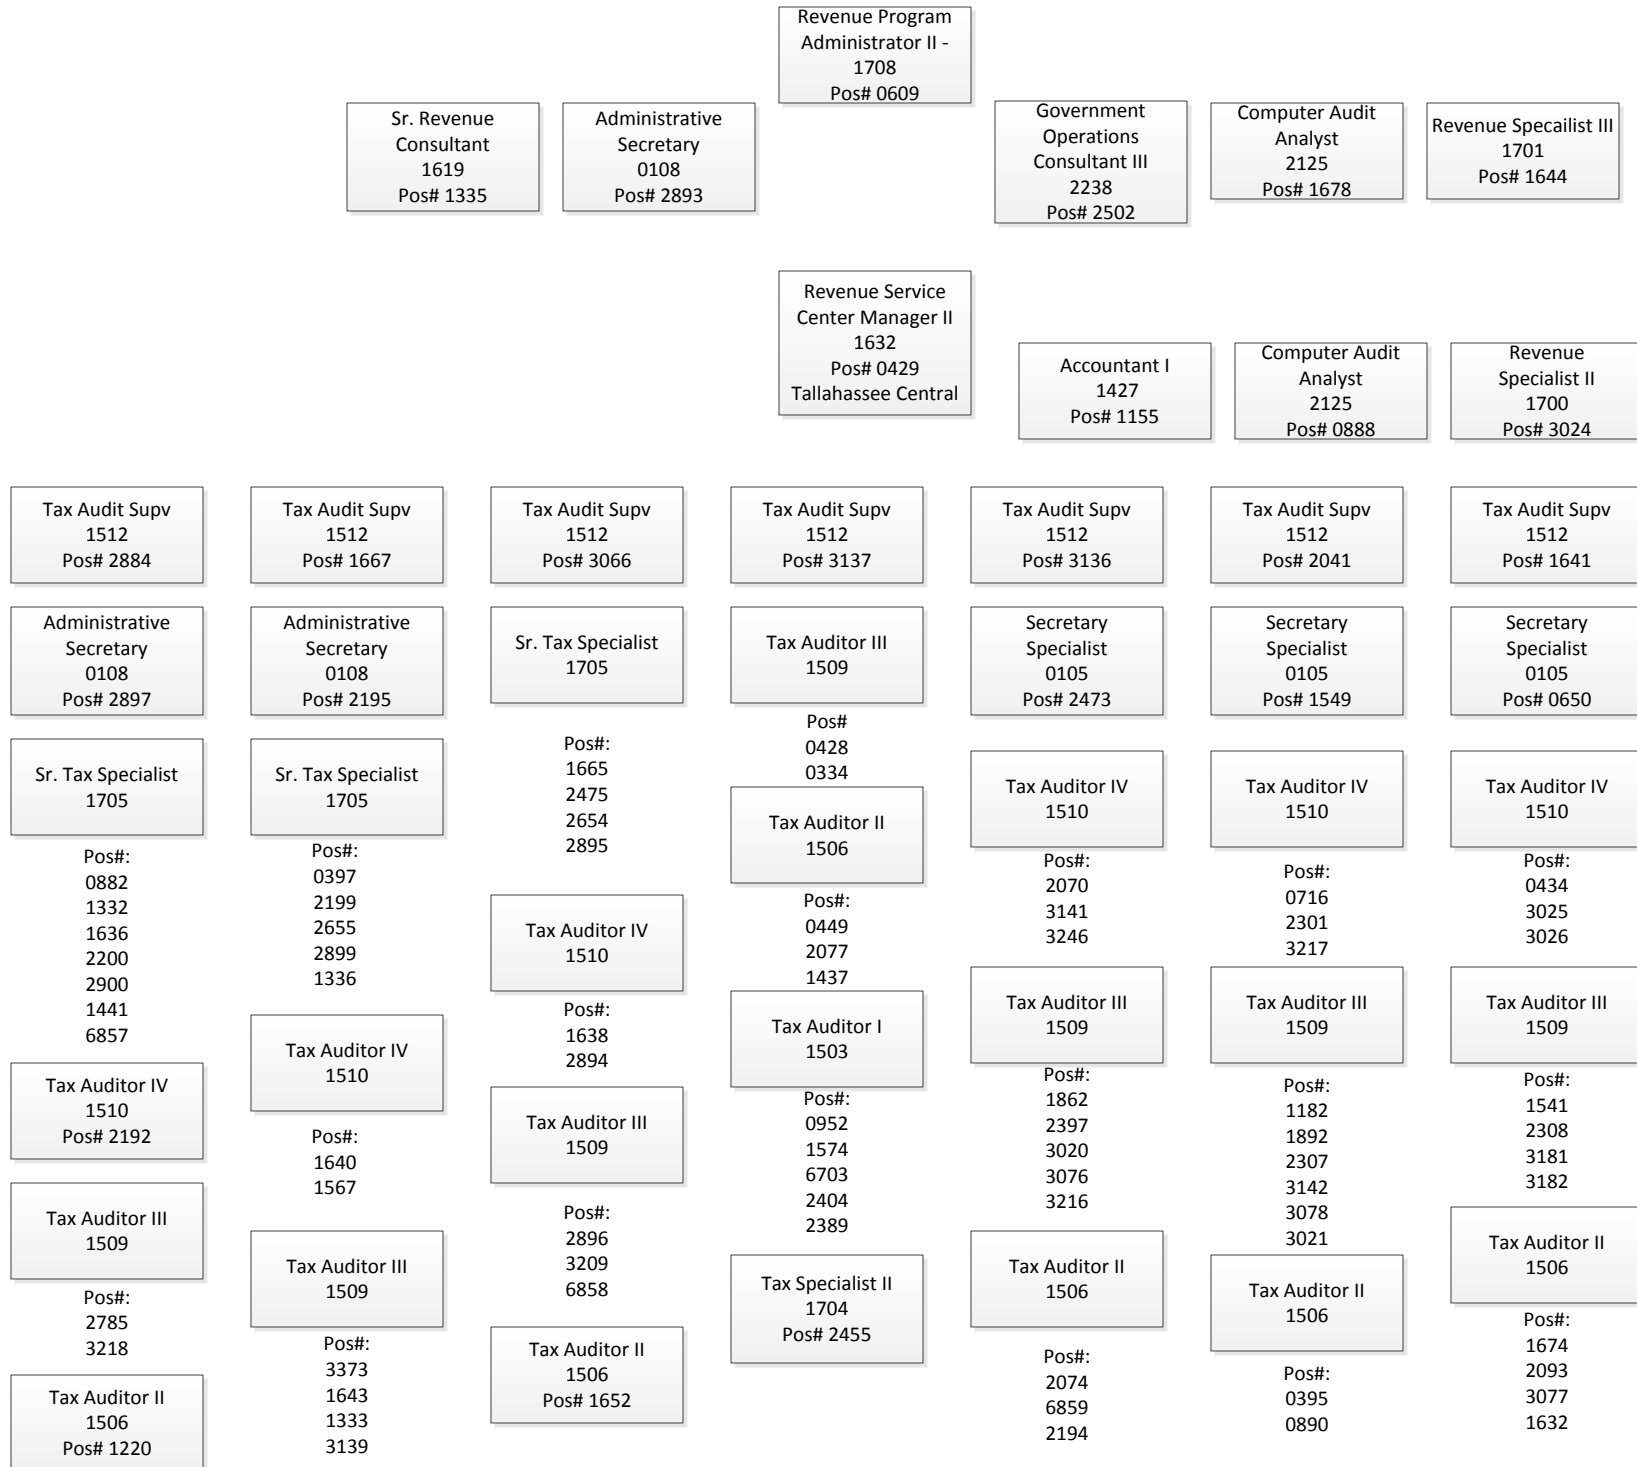 Revenue Program
Administrator II -
1708
Pos# 0609
Sr. Revenue
Consultant
1619
Pos# 1335
Administrative
Secretary
0108
Pos# 2893
Government
Operations
Consultant III
2238
Pos# 2502
Computer Audit
Analyst
2125
Pos# 1678
Revenue Specailist III
1701
Pos# 1644
Revenue Service
Center Manager II
1632
Pos# 0429
Tallahassee Central
Accountant I
1427
Pos# 1155
Computer Audit
Analyst
2125
Pos# 0888
Revenue
Specialist II
1700
Pos# 3024
Tax Audit Supv
1512
Pos# 2884
Administrative
Secretary
0108
Pos# 2897
Sr. Tax Specialist
1705
Pos#:
0882
1332
1636
2200
2900
1441
6857
Tax Auditor IV
1510
Pos# 2192
Tax Auditor III
1509
Pos#:
2785
3218
Tax Auditor II
1506
Pos# 1220
Tax Audit Supv
1512
Pos# 1667
Administrative
Secretary
0108
Pos# 2195
Sr. Tax Specialist
1705
Pos#:
0397
2199
2655
2899
1336
Tax Auditor IV
1510
Pos#:
1640
1567
Tax Auditor III
1509
Pos#:
3373
1643
1333
3139
Tax Audit Supv
1512
Pos# 3066
Sr. Tax Specialist
1705
Pos#:
1665
2475
2654
2895
Tax Auditor IV
1510
Pos#:
1638
2894
Tax Auditor III
1509
Pos#:
2896
3209
6858
Tax Auditor II
1506
Pos# 1652
Tax Audit Supv
1512
Pos# 3137
Tax Auditor III
1509
Pos#
0428
0334
Tax Auditor II
1506
Pos#:
0449
2077
1437
Tax Auditor I
1503
Pos#:
0952
1574
6703
2404
2389
Tax Specialist II
1704
Pos# 2455
Tax Audit Supv
1512
Pos# 3136
Secretary
Specialist
0105
Pos# 2473
Tax Auditor IV
1510
Pos#:
2070
3141
3246
Tax Auditor III
1509
Pos#:
1862
2397
3020
3076
3216
Tax Auditor II
1506
Pos#:
2074
6859
2194
Tax Audit Supv
1512
Pos# 2041
Secretary
Specialist
0105
Pos# 1549
Tax Auditor IV
1510
Pos#:
0716
2301
3217
Tax Auditor III
1509
Pos#:
1182
1892
2307
3142
3078
3021
Tax Auditor II
1506
Pos#:
0395
0890
Tax Audit Supv
1512
Pos# 1641
Secretary
Specialist
0105
Pos# 0650
Tax Auditor IV
1510
Pos#:
0434
3025
3026
Tax Auditor III
1509
Pos#:
1541
2308
3181
3182
Tax Auditor II
1506
Pos#:
1674
2093
3077
1632